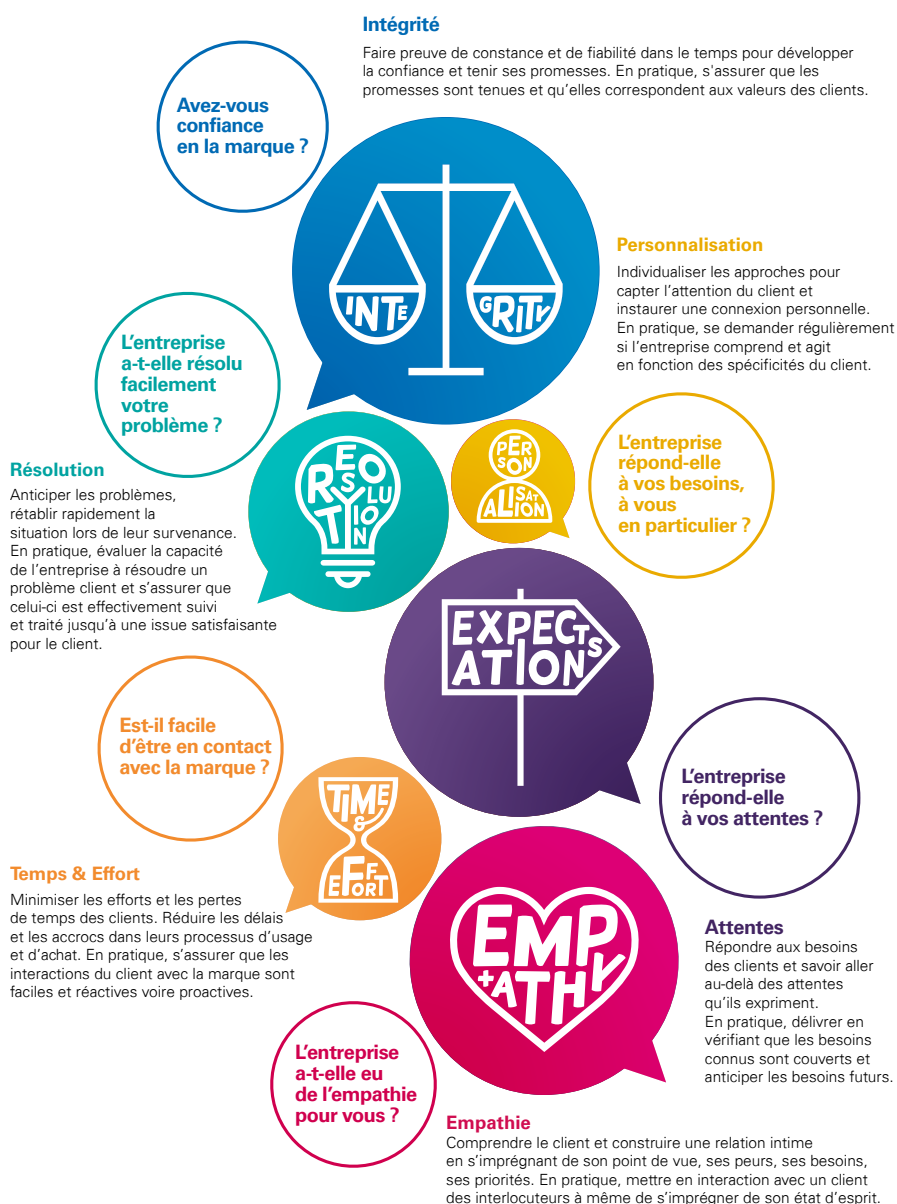 Intégrité
Faire preuve de constance et de fiabilité dans le temps pour développer
la confiance et tenir ses promesses. En pratique, s'assurer que les
promesses sont tenues et qu'elles correspondent aux valeurs des clients.
Avez-vous
confiance
en la marque ?
INTE
GRITY
Personnalisation
Individualiser les approches pour
capter l'attention du client et
instaurer une connexion personnelle.
En pratique, se demander régulièrement
si l'entreprise comprend et agit
en fonction des spécificités du client.
L'entreprise
a-t-elle résolu
facilement
votre
problème ?
RESOLUTION
PER
SON
ALISAT
ION
L'entreprise
répond-elle
à vos besoins,
à vous
en particulier ?
Résolution
Anticiper les problèmes,
rétablir rapidement la
situation lors de leur survenance.
En pratique, évaluer la capacité
de l'entreprise à résoudre un
problème client et s'assurer que
celui-ci est effectivement suivi
et traité jusqu'à une issue satisfaisante
pour le client.
EXPECT
ATIONS
Est-il facile
d'être en contact
avec la marque ?
TIME
&
EFF
ORT
L'entreprise
répond-elle
à vos attentes ?
Temps & Effort
Minimiser les efforts et les pertes
de temps des clients. Réduire les délais
et les accrocs dans leurs processus d'usage
et d'achat. En pratique, s'assurer que les
interactions du client avec la marque sont
faciles et réactives voire proactives.
EMP
+ATHY
Attentes
Répondre aux besoins
des clients et savoir aller
au-delà des attentes
qu'ils expriment.
En pratique, délivrer en
vérifiant que les besoins
connus sont couverts et
anticiper les besoins futurs.
L'entreprise
a-t-elle eu
de l'empathie
pour vous ?
Empathie
Comprendre le client et construire une relation intime
en s'imprégnant de son point de vue, ses peurs, ses besoins,
ses priorités. En pratique, mettre en interaction avec un client
des interlocuteurs à même de s'imprégner de son état d'esprit.